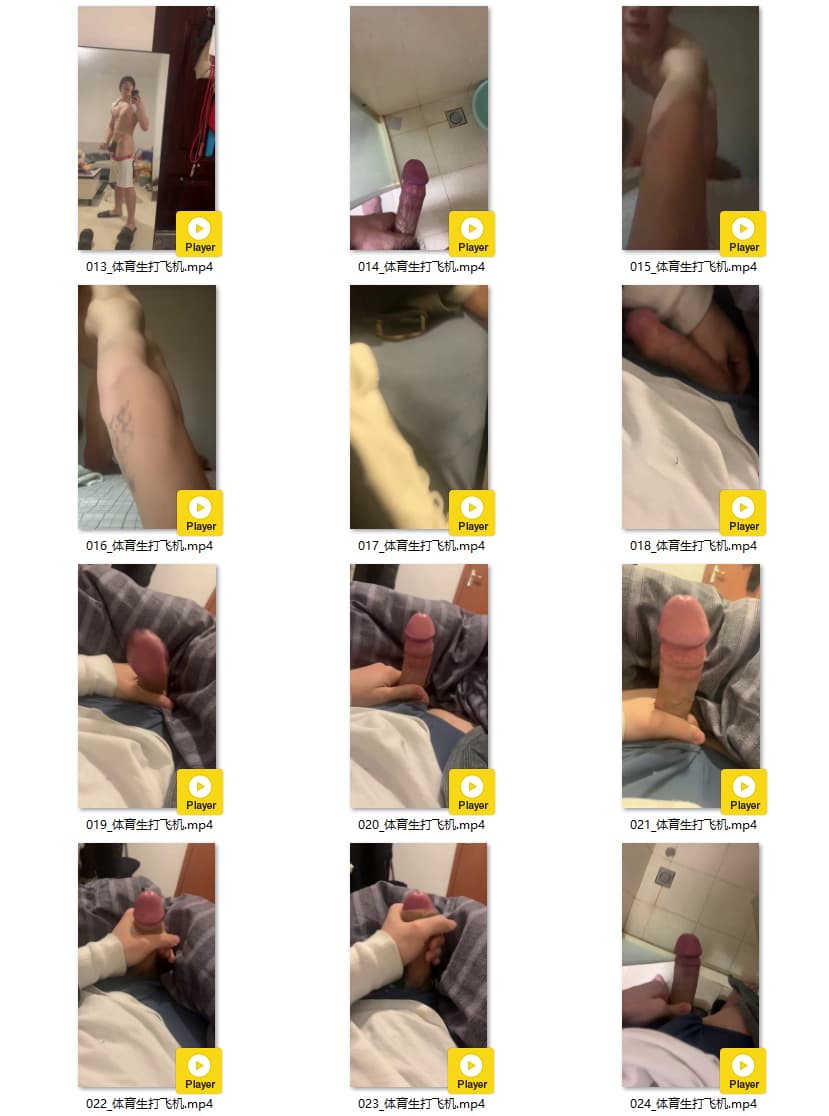 Player
Player
Player
013_体育生打飞机.mp4
014_体育生打飞机.mp4
015_体育生打飞机.mp4
Player
Player
Player
016_体育生打飞机.mp4
017_体育生打飞机.mp4
018_体育生打飞机.mp4
Player
Player
Player
019_体育生打飞机.mp4
020_体育生打飞机.mp4
021_体育生打飞机.mp4
Player
Player
Player
022_体育生打飞机.mp4
023_体育生打飞机.mp4
024_体育生打飞机.mp4